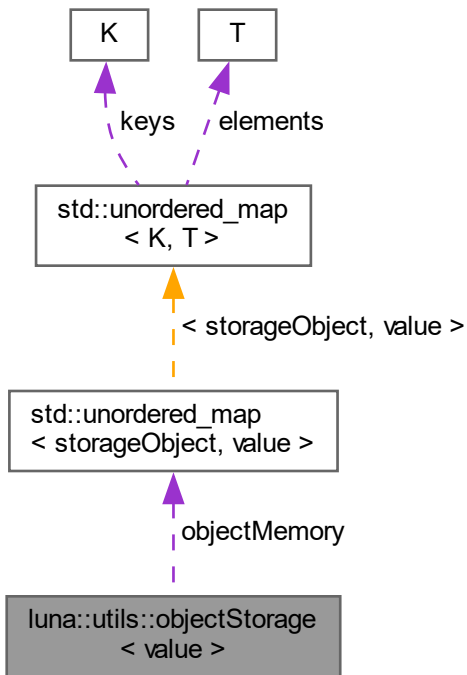 K
T
keys
elements
std::unordered_map
< K, T >
< storageObject, value >
std::unordered_map
< storageObject, value >
objectMemory
luna::utils::objectStorage
< value >